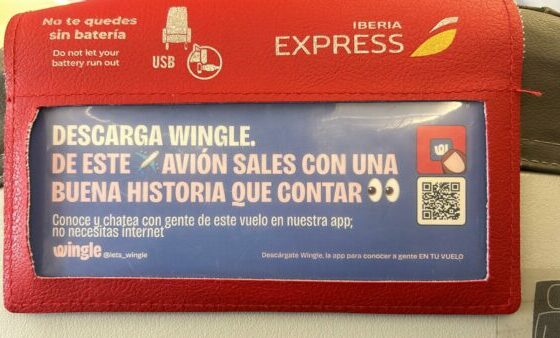 No te quedes
sin batería
Do not let your
battery run out
USB
IBERIA
EXPRESS
DESCARGA WINGLE.
DE ESTE ✈️ AVIÓN SALES CON UNA
BUENA HISTORIA QUE CONTAR 👀
Conoce y chatea con gente de este vuelo en nuestra app;
no necesitas internet
wingle @lets_wingle
Descárgate Wingle, la app para conocer a gente EN TU VUELO